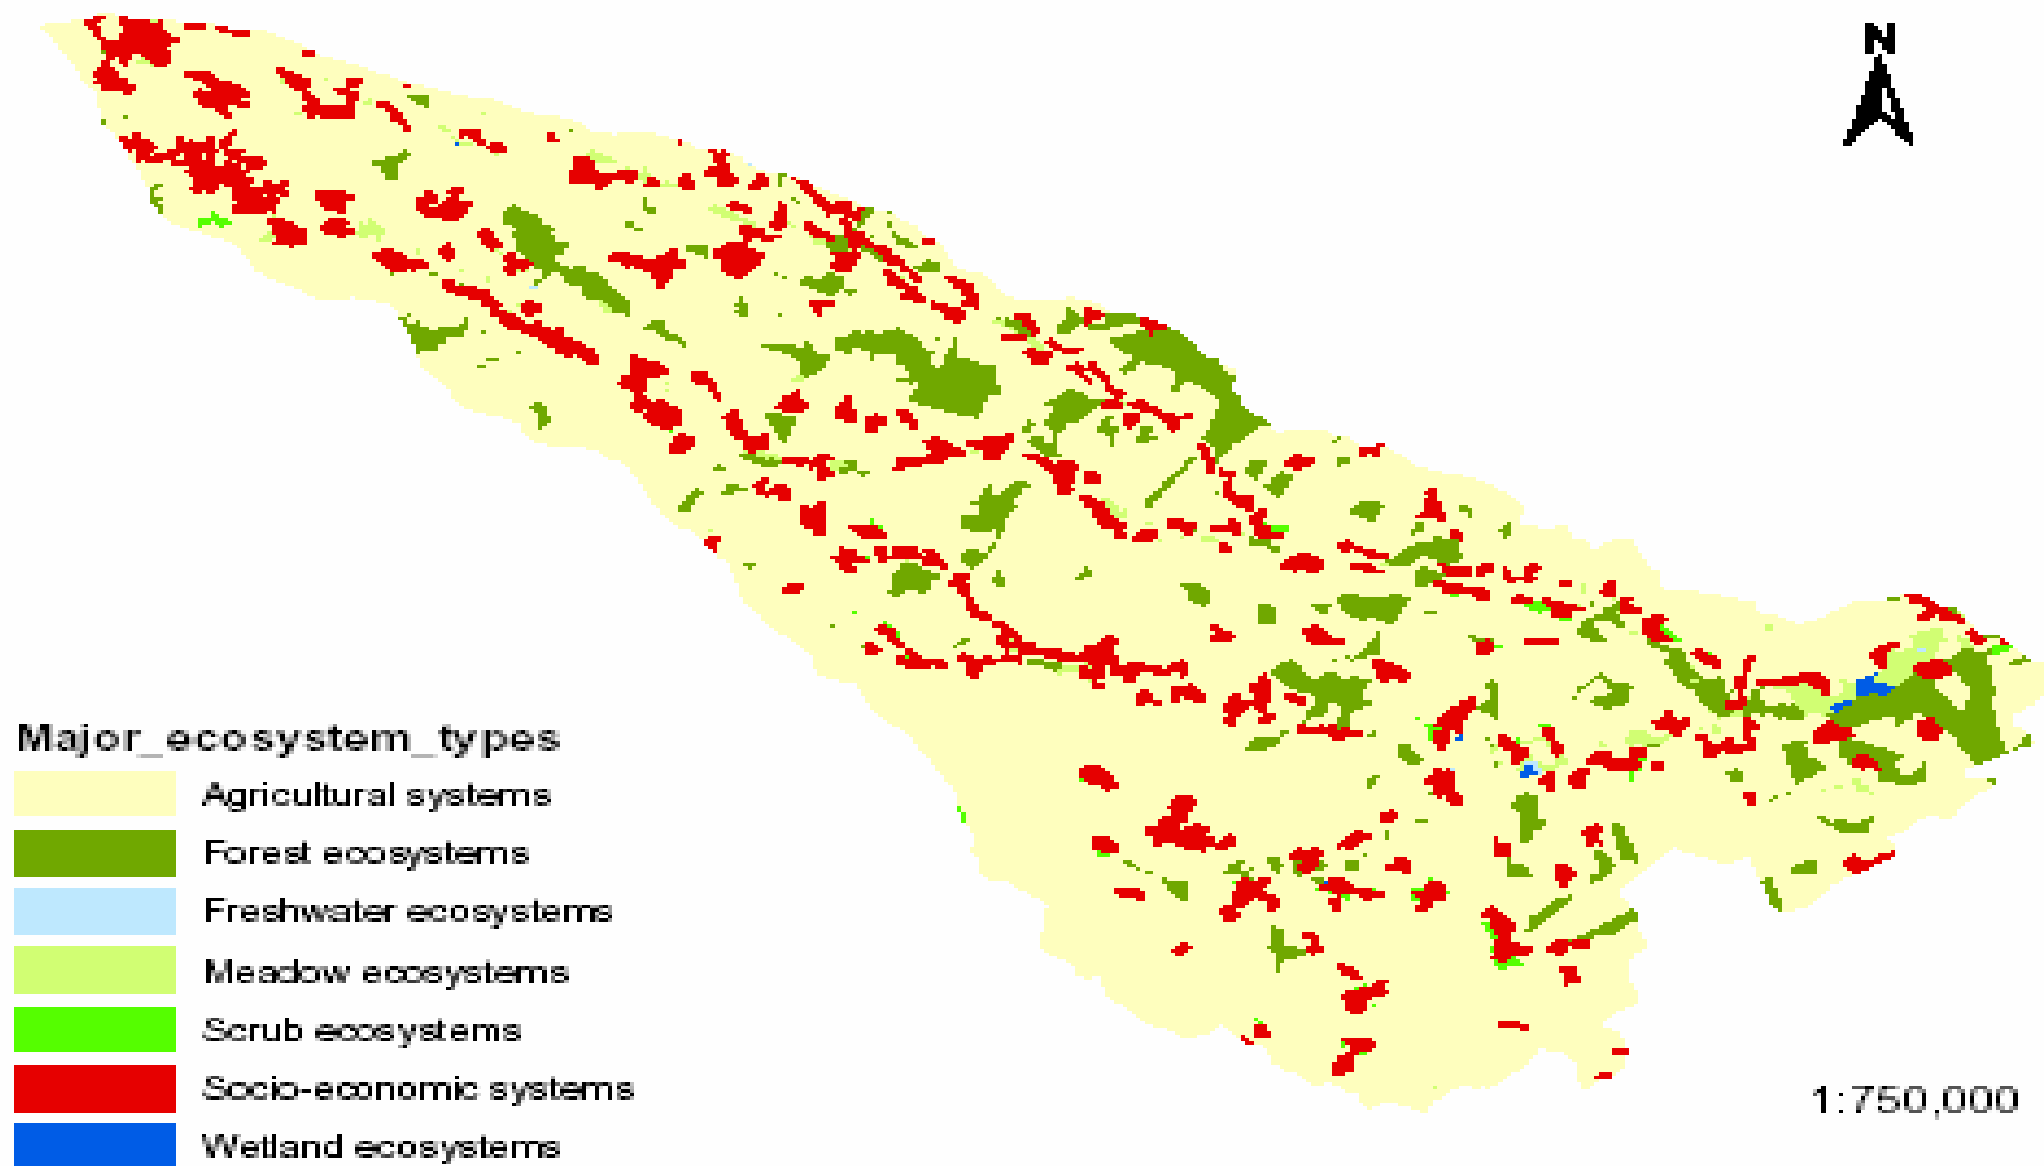 N
Major_ecosystem_types
Agricultural systems
Forest ecosystems
Freshwater ecosystems
Meadow ecosystems
Scrub ecosystems
Socio-economic systems
Wetland ecosystems
1:750,000